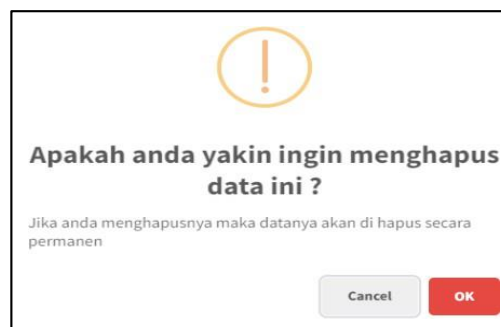 Apakah anda yakin ingin menghapus
data ini ?
Jika anda menghapusnya maka datanya akan di hapus secara
permanen
Cancel OK